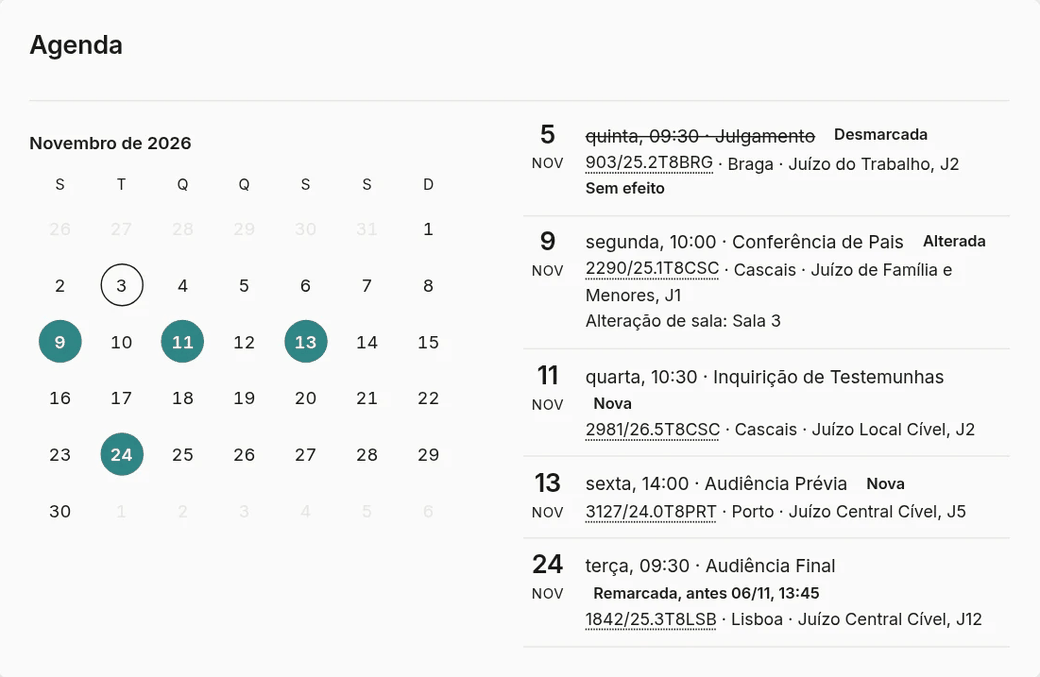 Agenda
Novembro de 2026
S T Q Q S S D
26 27 28 29 30 31 1
2 3 4 5 6 7 8
9 10 11 12 13 14 15
16 17 18 19 20 21 22
23 24 25 26 27 28 29
30 1 2 3 4 5 6
5 NOV
quinta, 09:30 · Julgamento Desmarcada
903/25.2T8BRG · Braga · Juízo do Trabalho, J2
Sem efeito
9 NOV
segunda, 10:00 · Conferência de Pais Alterada
2290/25.1T8CSC · Cascais · Juízo de Família e
Menores, J1
Alteração de sala: Sala 3
11 NOV
quarta, 10:30 · Inquirição de Testemunhas
Nova
2981/26.5T8CSC · Cascais · Juízo Local Cível, J2
13 NOV
sexta, 14:00 · Audiência Prévia Nova
3127/24.0T8PRT · Porto · Juízo Central Cível, J5
24 NOV
terça, 09:30 · Audiência Final
Remarcada, antes 06/11, 13:45
1842/25.3T8LSB · Lisboa · Juízo Central Cível, J12